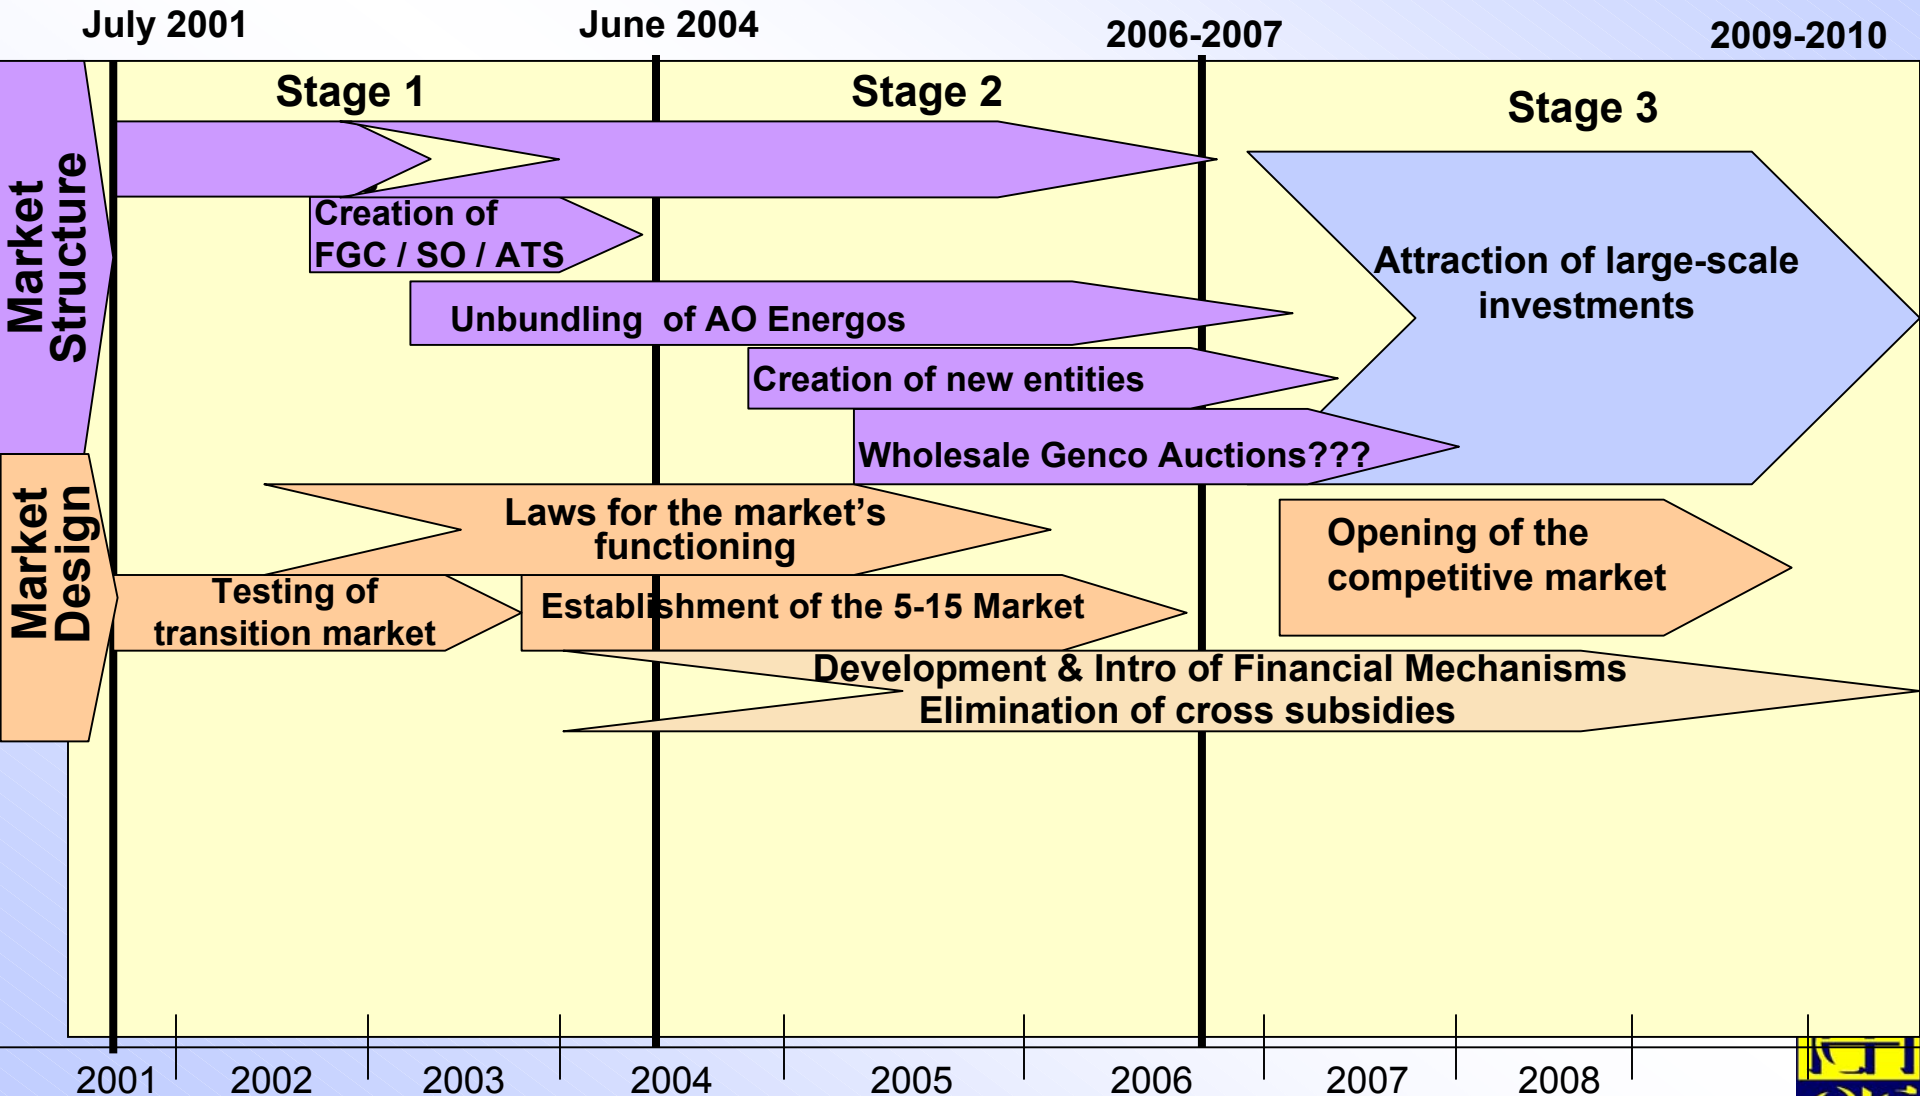 July 2001
June 2004
2006-2007
2009-2010
Stage 1
Stage 2
Stage 3
Market
Structure
Creation of
FGC / SO / ATS
Unbundling of AO Energos
Creation of new entities
Wholesale Genco Auctions???
Attraction of large-scale
investments
Market
Design
Laws for the market’s
functioning
Testing of
transition market
Establishment of the 5-15 Market
Opening of the
competitive market
Development & Intro of Financial Mechanisms
Elimination of cross subsidies
2001
2002
2003
2004
2005
2006
2007
2008